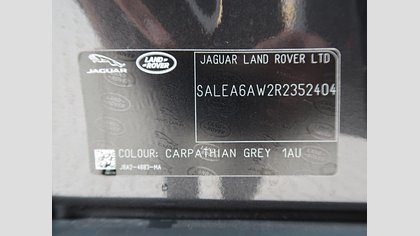 JAGUAR
LAND ROVER
JAGUAR LAND ROVER LTD
SALEA6AW2R2352404
COLOUR: CARPATHIAN GREY 1AU